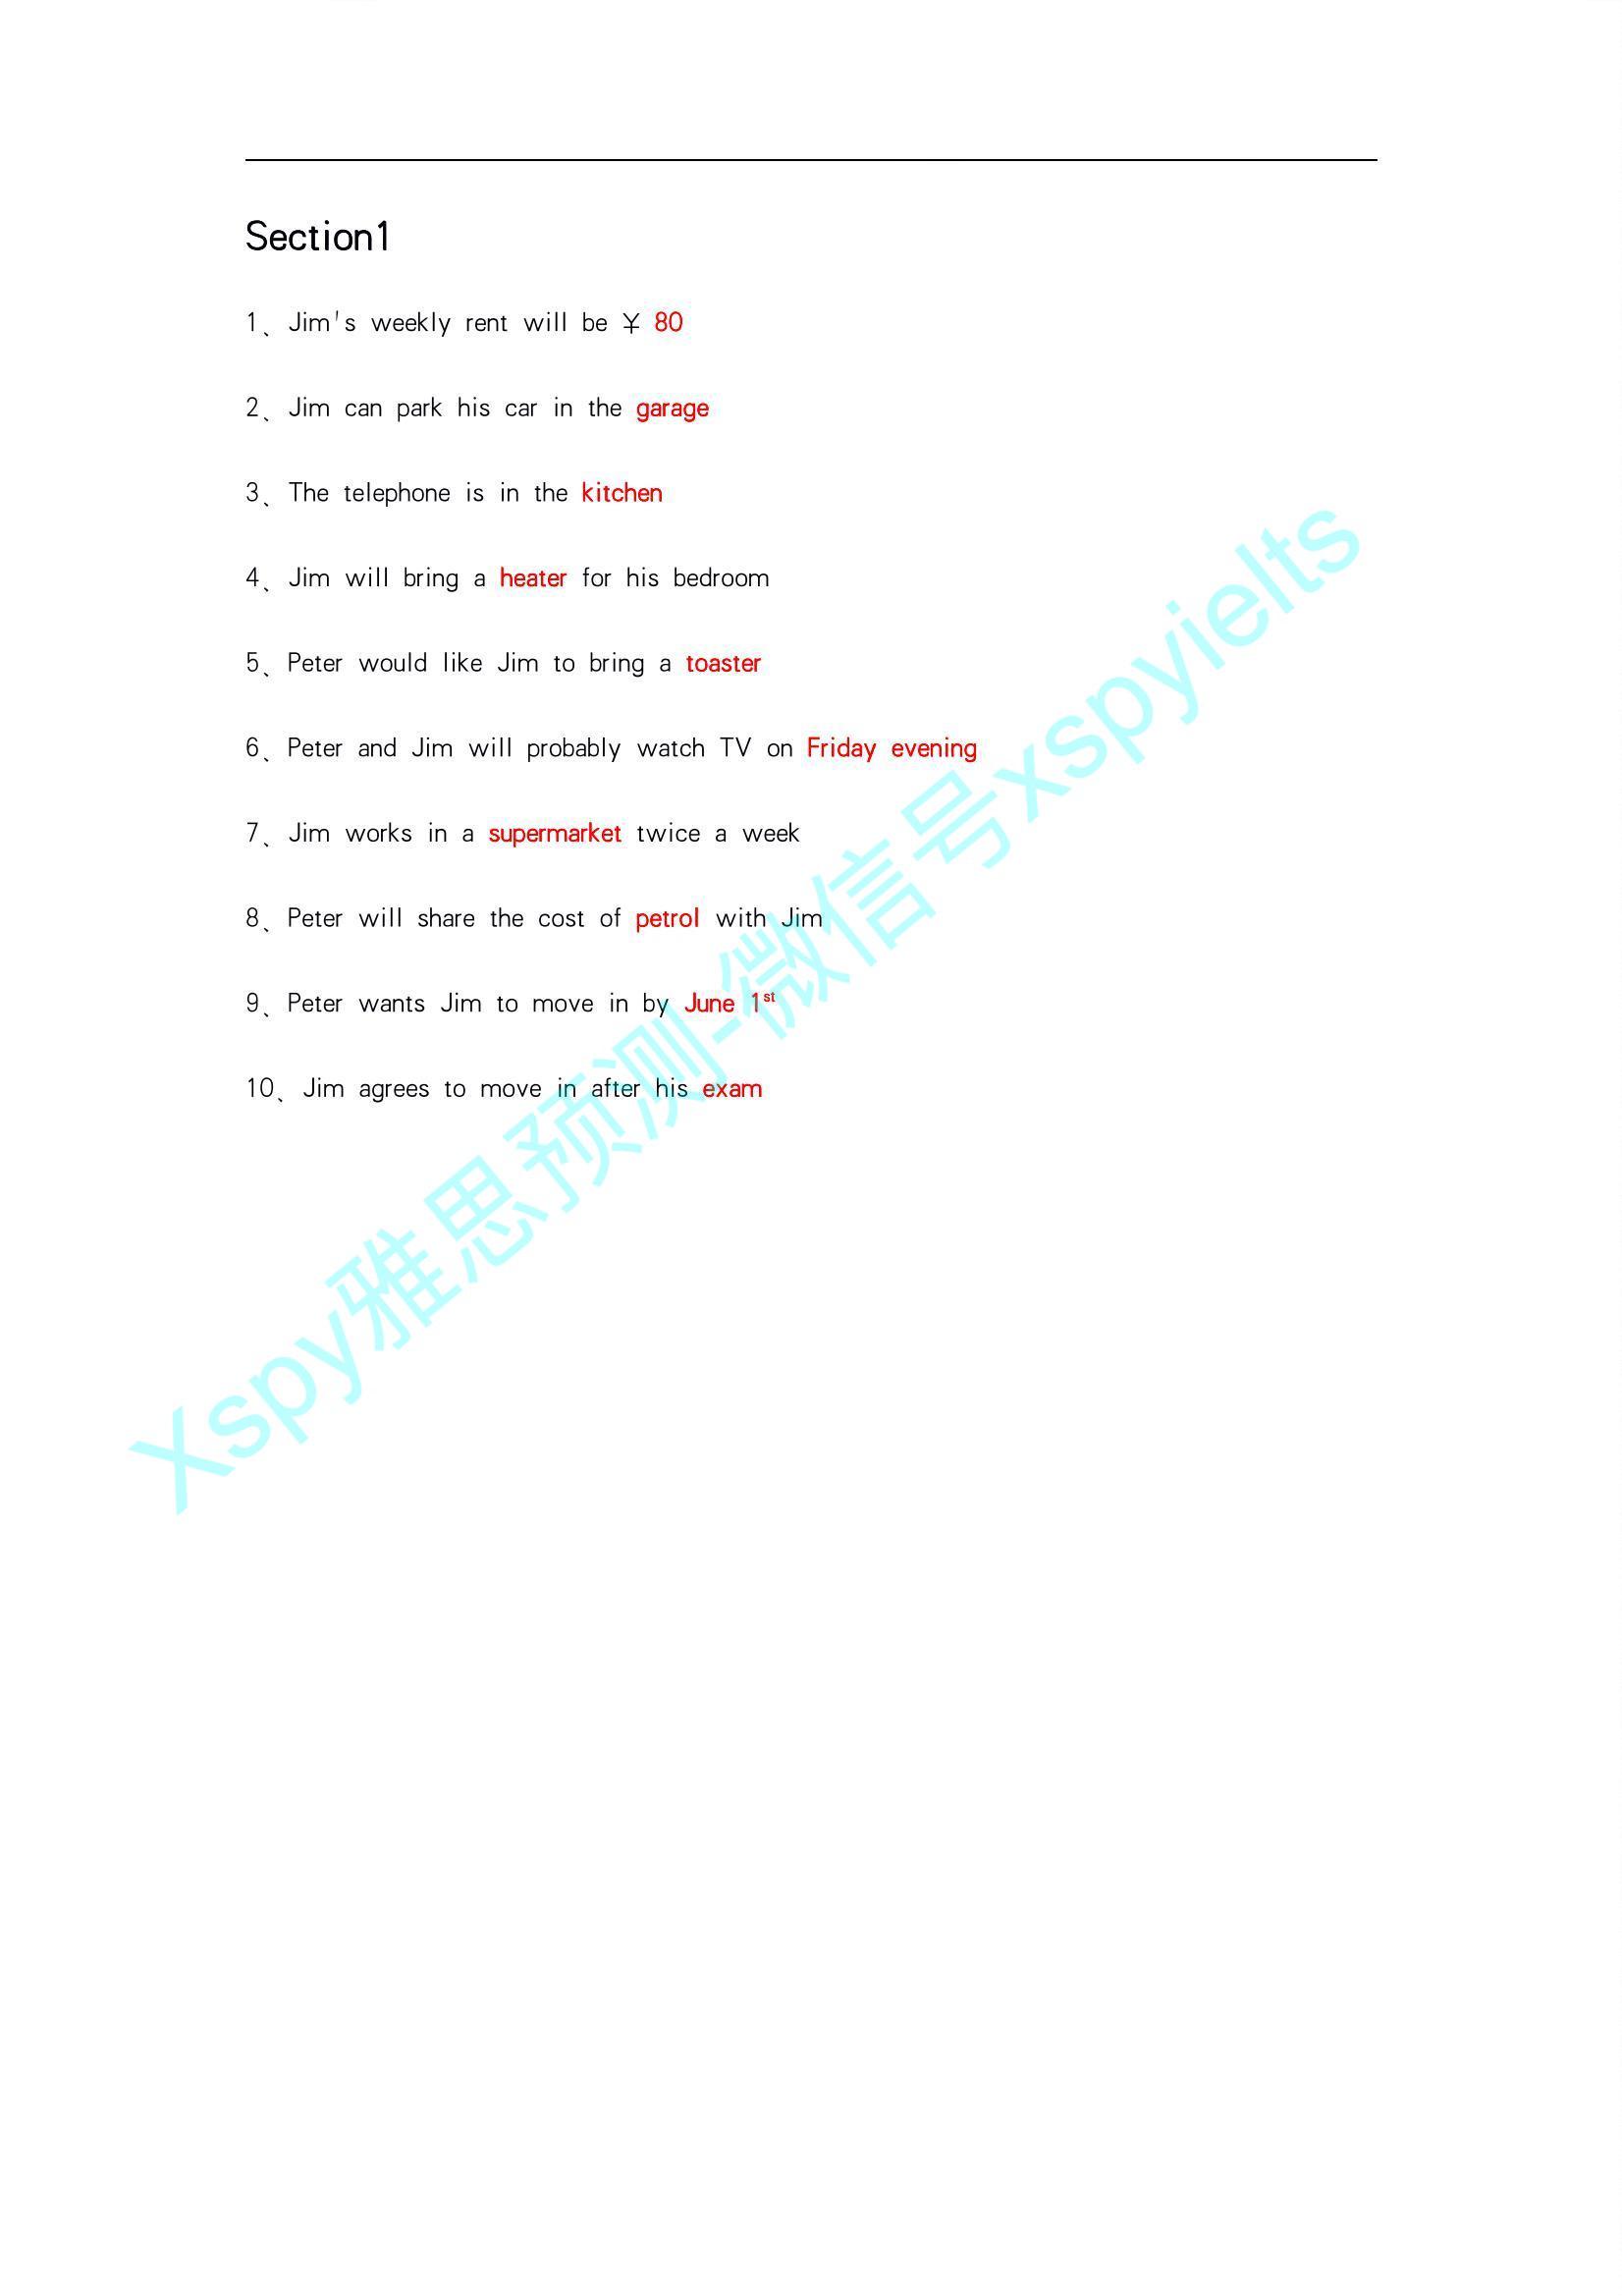 Section1
1、Jim's weekly rent will be ¥ 80
2、Jim can park his car in the garage
3、The telephone is in the kitchen
4、Jim will bring a heater for his bedroom
5、Peter would like Jim to bring a toaster
6、Peter and Jim will probably watch TV on Friday evening
7、Jim works in a supermarket twice a week
8、Peter will share the cost of petrol with Jim
9、Peter wants Jim to move in by June 1st
10、Jim agrees to move in after his exam
Xspy雅思预测-微信号xspyielts